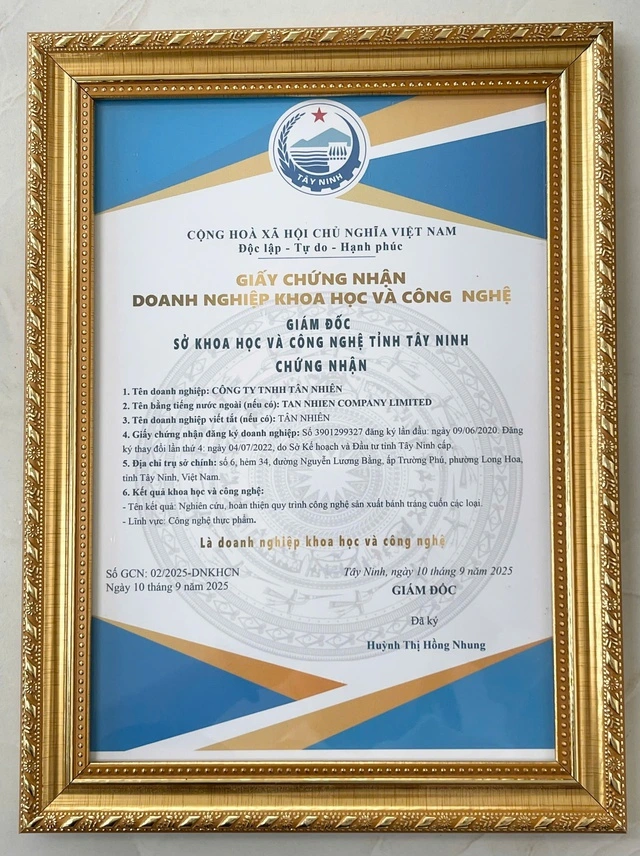 TÂY NINH
CỘNG HOÀ XÃ HỘI CHỦ NGHĨA VIỆT NAM
Độc lập - Tự do - Hạnh phúc
GIẤY CHỨNG NHẬN
DOANH NGHIỆP KHOA HỌC VÀ CÔNG NGHỆ
GIÁM ĐỐC
SỞ KHOA HỌC VÀ CÔNG NGHỆ TỈNH TÂY NINH
CHỨNG NHẬN
1. Tên doanh nghiệp: CÔNG TY TNHH TÂN NHIÊN
2. Tên bằng tiếng nước ngoài (nếu có): TAN NHIEN COMPANY LIMITED
3. Tên doanh nghiệp viết tắt (nếu có): TÂN NHIÊN
4. Giấy chứng nhận đăng ký doanh nghiệp: Số 3901299327 đăng ký lần đầu: ngày 09/06/2020. Đăng
ký thay đổi lần thứ 4: ngày 04/07/2022, do Sở Kế hoạch và Đầu tư tỉnh Tây Ninh cấp.
5. Địa chỉ trụ sở chính: số 6, hẻm 34, đường Nguyễn Lương Bằng, ấp Trường Phú, phường Long Hoa,
tỉnh Tây Ninh, Việt Nam.
6. Kết quả khoa học và công nghệ:
- Tên kết quả: Nghiên cứu, hoàn thiện quy trình công nghệ sản xuất bánh tráng cuốn các loại.
- Lĩnh vực: Công nghệ thực phẩm.
Là doanh nghiệp khoa học và công nghệ
Số GCN: 02/2025-DNKHCN
Ngày 10 tháng 9 năm 2025
Tây Ninh, ngày 10 tháng 9 năm 2025
GIÁM ĐỐC
Đã ký
Huỳnh Thị Hồng Nhung